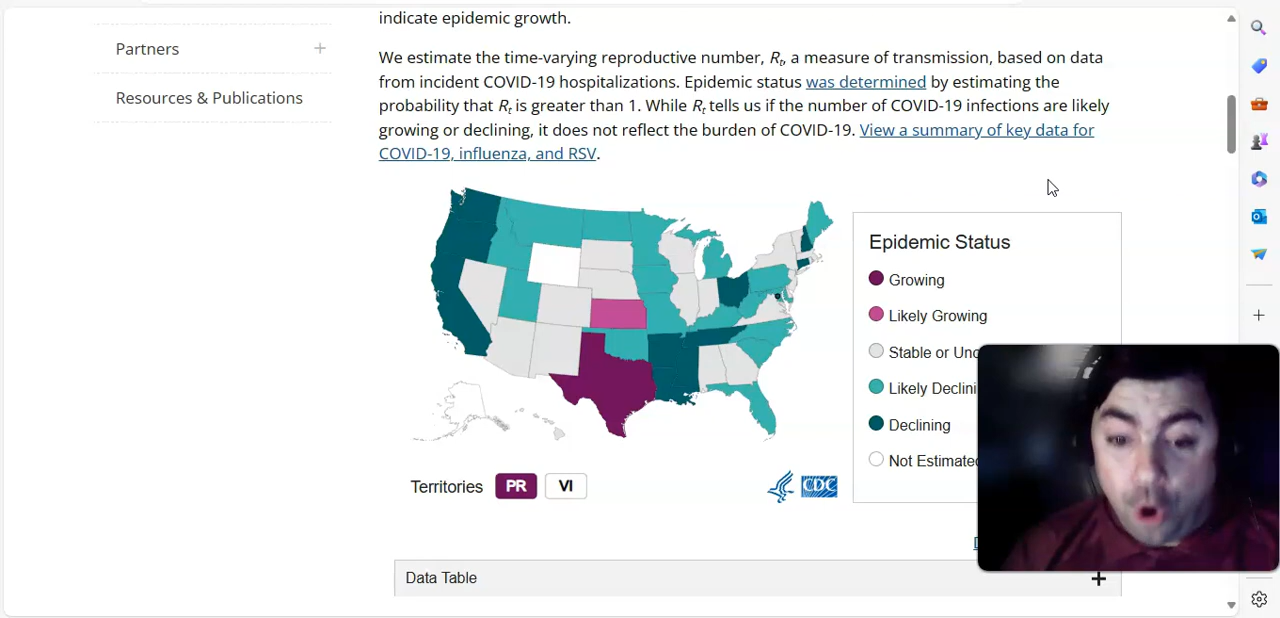 indicate epidemic growth.
Partners
Resources & Publications
We estimate the time-varying reproductive number, Rt, a measure of transmission, based on data
from incident COVID-19 hospitalizations. Epidemic status was determined by estimating the
probability that Rt is greater than 1. While Rt tells us if the number of COVID-19 infections are likely
growing or declining, it does not reflect the burden of COVID-19. View a summary of key data for
COVID-19, influenza, and RSV.
Epidemic Status
Growing
Likely Growing
Stable or
Likely
Declining
Not Estimated
Territories PR VI
CDC
Data Table